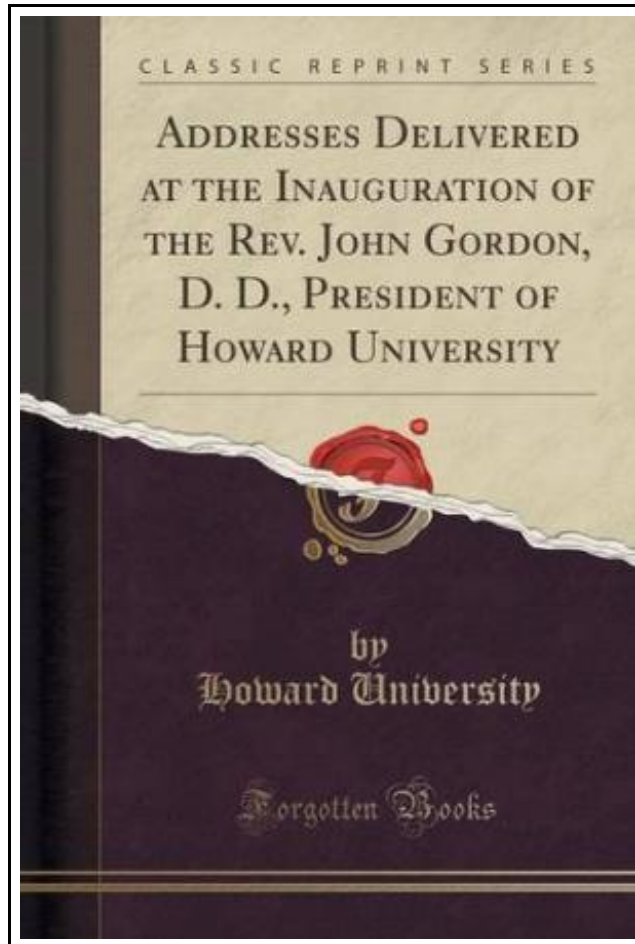 CLASSIC REPRINT SERIES
ADDRESSES DELIVERED
AT THE INAUGURATION OF
THE REV. JOHN GORDON,
D. D., PRESIDENT OF
HOWARD UNIVERSITY
by
Howard University
Forgotten Books